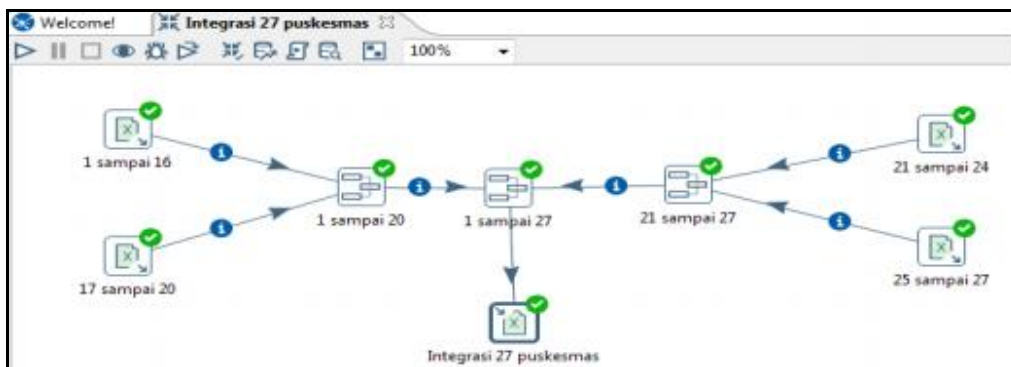 Welcome!
Integrasi 27 puskesmas
100%
1 sampai 16
21 sampai 24
1 sampai 20
1 sampai 27
21 sampai 27
17 sampai 20
25 sampai 27
Integrasi 27 puskesmas